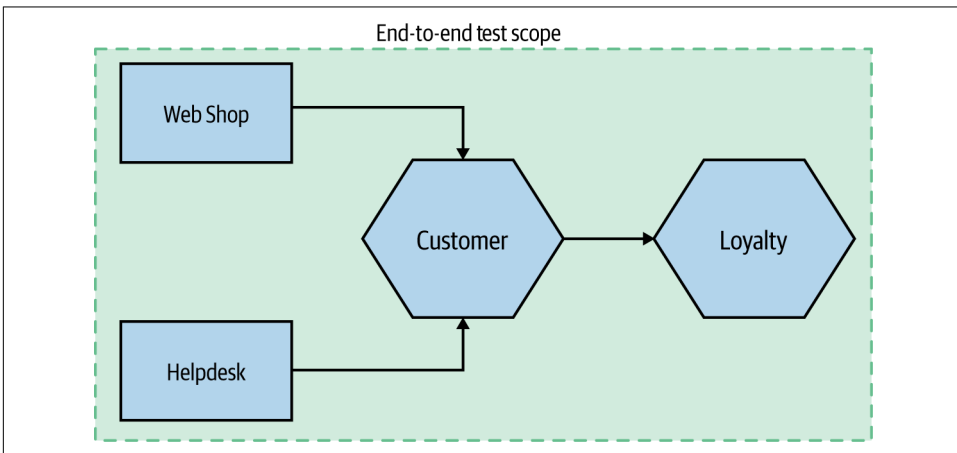 End-to-end test scope
Web Shop
Customer
Loyalty
Helpdesk